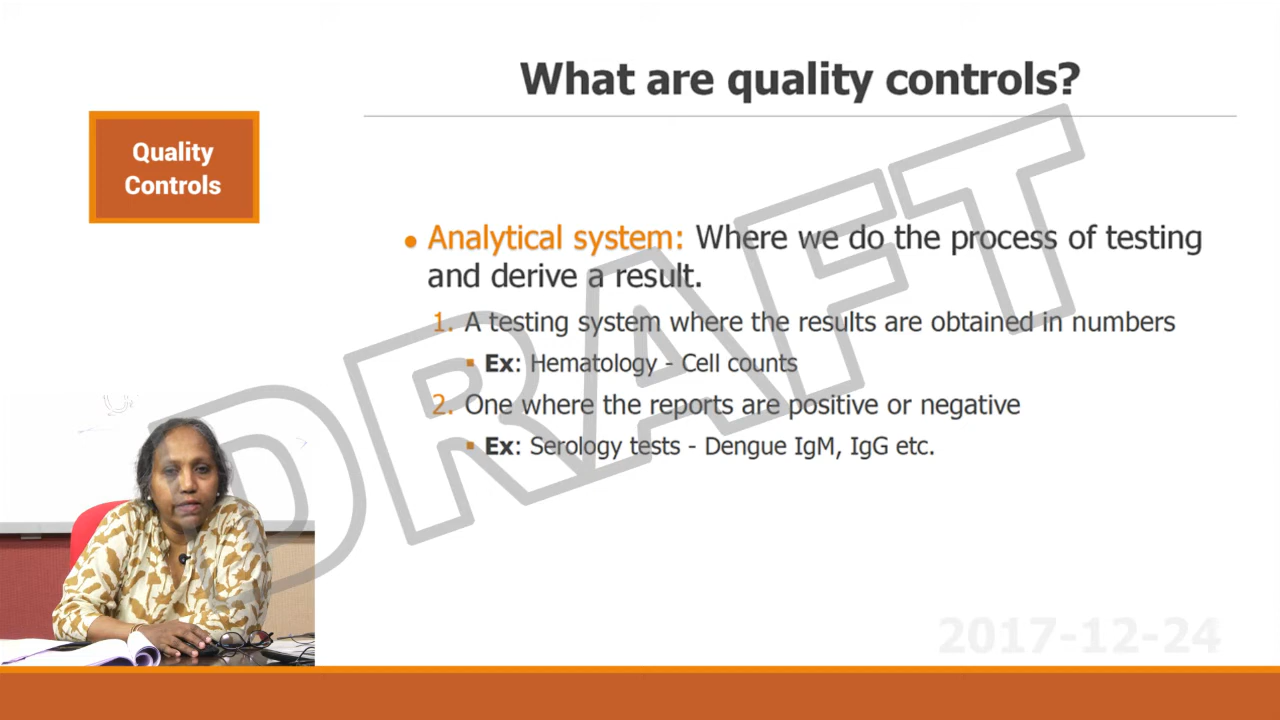 What are quality controls?
Quality
Controls
• Analytical system: Where we do the process of testing
and derive a result.
1. A testing system where the results are obtained in numbers
▪ Ex: Hematology - Cell counts
2. One where the reports are positive or negative
▪ Ex: Serology tests - Dengue IgM, IgG etc.
DRAFT
2017-12-24